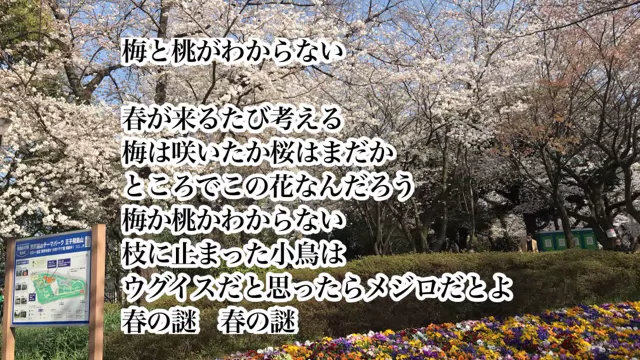 梅と桃がわからない
春が来るたび考える
梅は咲いたか桜はまだか
ところでこの花なんだろう
梅か桃かわからない
枝に止まった小鳥は
ウグイスだと思ったらメジロだとよ
春の謎　春の謎